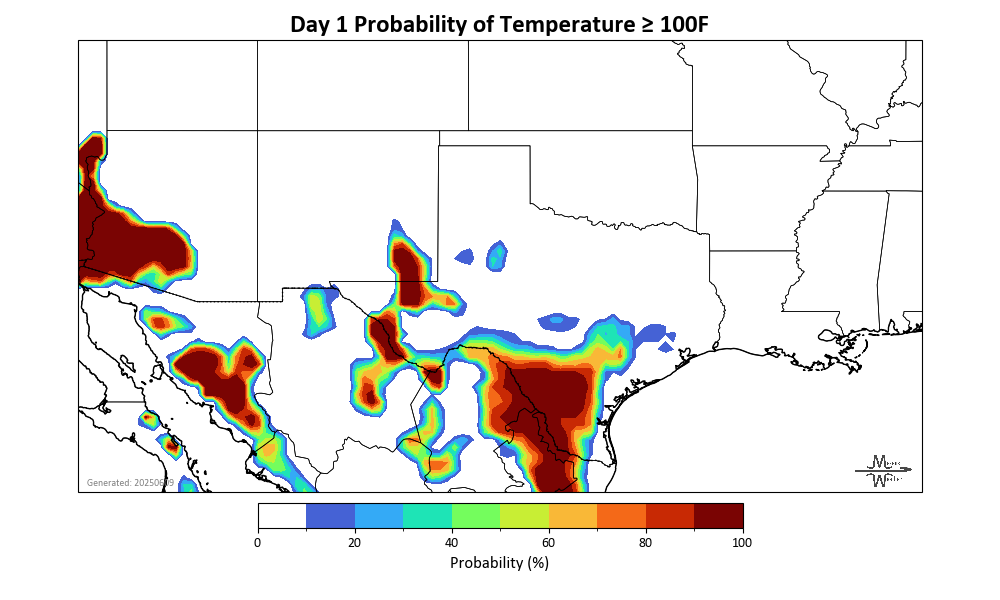 Day 1 Probability of Temperature ≥ 100F
Generated: 20250609
0 20 40 60 80 100
Probability (%)